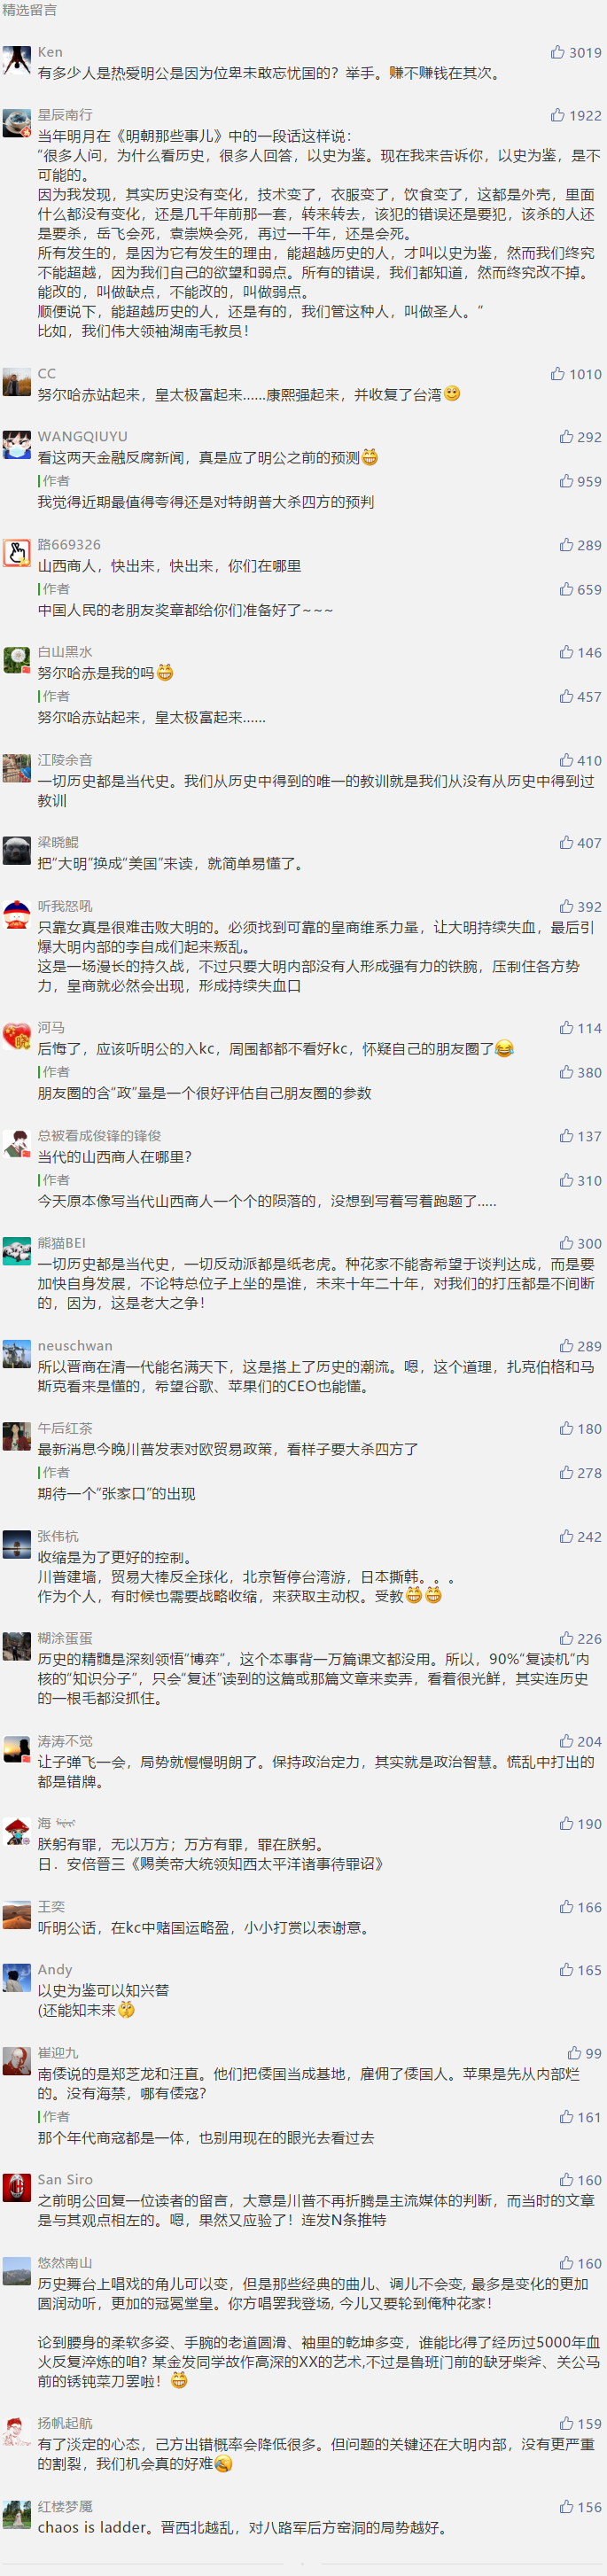 精选留言
Ken 3019
有多少人是热爱明公是因为位卑未敢忘忧国的？举手。赚不赚钱在其次。
星辰南行 1922
当年明月在《明朝那些事儿》中的一段话这样说：
“很多人问，为什么看历史，很多人回答，以史为鉴。现在我来告诉你，以史为鉴，是不
可能的。
因为我发现，其实历史没有变化，技术变了，衣服变了，饮食变了，这都是外壳，里面
什么都没有变化，还是几千年前那一套，转来转去，该犯的错误还是要犯，该杀的人还
是要杀，岳飞会死，袁崇焕会死，再过一千年，还是会死。
所有发生的，是因为它有发生的理由，能超越历史的人，才叫以史为鉴，然而我们终究
不能超越，因为我们自己的欲望和弱点。所有的错误，我们都知道，然而终究改不掉。
能改的，叫做缺点，不能改的，叫做弱点。
顺便说下，能超越历史的人，还是有的，我们管这种人，叫做圣人。”
比如，我们伟大领袖湖南毛教员！
CC 1010
努尔哈赤站起来，皇太极富起来......康熙强起来，并收复了台湾
WANGQIUYU 292
看这两天金融反腐新闻，真是应了明公之前的预测
作者 959
我觉得近期最值得夸得还是对特朗普大杀四方的预判
路669326 289
山西商人，快出来，快出来，你们在哪里
作者 659
中国人民的老朋友奖章都给你们准备好了~~~
白山黑水 146
努尔哈赤是我的吗
作者 457
努尔哈赤站起来，皇太极富起来......
江陵余音 410
一切历史都是当代史。我们从历史中得到的唯一的教训就是我们从没有从历史中得到过
教训
梁晓鲲 407
把“大明”换成“美国”来读，就简单易懂了。
听我怒吼 392
只靠女真是很难击败大明的。必须找到可靠的皇商维系力量，让大明持续失血，最后引
爆大明内部的李自成们起来叛乱。
这是一场漫长的持久战，不过只要大明内部没有人形成强有力的铁腕，压制住各方势
力，皇商就必然会出现，形成持续失血口
河马 114
后悔了，应该听明公的入kc，周围都都不看好kc，怀疑自己的朋友圈了
作者 380
朋友圈的含“政”量是一个很好评估自己朋友圈的参数
总被看成俊锋的锋俊 137
当代的山西商人在哪里？
作者 310
今天原本像写当代山西商人一个个的陨落的，没想到写着写着跑题了.....
熊猫BEI 300
一切历史都是当代史，一切反动派都是纸老虎。种花家不能寄希望于谈判达成，而是要
加快自身发展，不论特总位子上坐的是谁，未来十年二十年，对我们的打压都是不间断
的，因为，这是老大之争！
neuschwan 289
所以晋商在清一代能名满天下，这是搭上了历史的潮流。嗯，这个道理，扎克伯格和马
斯克看来是懂的，希望谷歌、苹果们的CEO也能懂。
午后红茶 180
最新消息今晚川普发表对欧贸易政策，看样子要大杀四方了
作者 278
期待一个“张家口”的出现
张伟杭 242
收缩是为了更好的控制。
川普建墙，贸易大棒反全球化，北京暂停台湾游，日本撕韩。。。
作为个人，有时候也需要战略收缩，来获取主动权。受教
糊涂蛋蛋 226
历史的精髓是深刻领悟“博弈”，这个本事背一万篇课文都没用。所以，90%“复读机”内
核的“知识分子”，只会“复述”读到的这篇或那篇文章来卖弄，看着很光鲜，其实连历史
的一根毛都没抓住。
涛涛不觉 204
让子弹飞一会，局势就慢慢明朗了。保持政治定力，其实就是政治智慧。慌乱中打出的
都是错牌。
海 190
朕躬有罪，无以万方；万方有罪，罪在朕躬。
日．安倍晉三《赐美帝大统领知西太平洋诸事待罪诏》
王奕 166
听明公话，在kc中赌国运略盈，小小打赏以表谢意。
Andy 165
以史为鉴可以知兴替
(还能知未来
崔迎九 99
南倭说的是郑芝龙和汪直。他们把倭国当成基地，雇佣了倭国人。苹果是先从内部烂
的。没有海禁，哪有倭寇？
作者 161
那个年代商寇都是一体，也别用现在的眼光去看过去
San Siro 160
之前明公回复一位读者的留言，大意是川普不再折腾是主流媒体的判断，而当时的文章
是与其观点相左的。嗯，果然又应验了！连发N条推特
悠然南山 160
历史舞台上唱戏的角儿可以变，但是那些经典的曲儿、调儿不会变, 最多是变化的更加
圆润动听，更加的冠冕堂皇。你方唱罢我登场, 今儿又要轮到俺种花家！
论到腰身的柔软多姿、手腕的老道圆滑、袖里的乾坤多变，谁能比得了经历过5000年血
火反复淬炼的咱？某金发同学故作高深的XX的艺术,不过是鲁班门前的缺牙柴斧、关公马
前的锈钝菜刀罢啦！
扬帆起航 159
有了淡定的心态，己方出错概率会降低很多。但问题的关键还在大明内部，没有更严重
的割裂，我们机会真的好难
红楼梦魇 156
chaos is ladder。晋西北越乱，对八路军后方窑洞的局势越好。